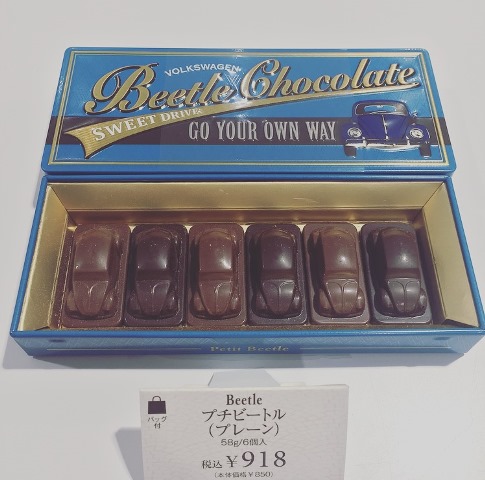 VOLKSWAGEN
Beetle Chocolate
SWEET DRIVE
GO YOUR OWN WAY
Petit Beetle
Beetle
プチビートル
(プレーン)
58g/6個入
バッグ
付
税込 ¥918
(本体価格¥850)